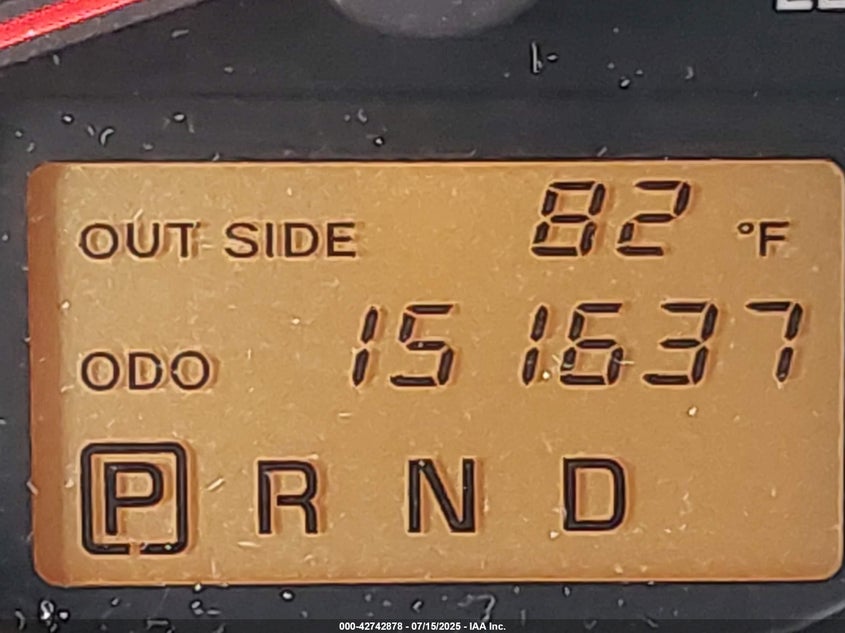 OUT SIDE 82 °F
ODO 151637
P R N D
000-42742878 - 07/15/2025 - IAA Inc.